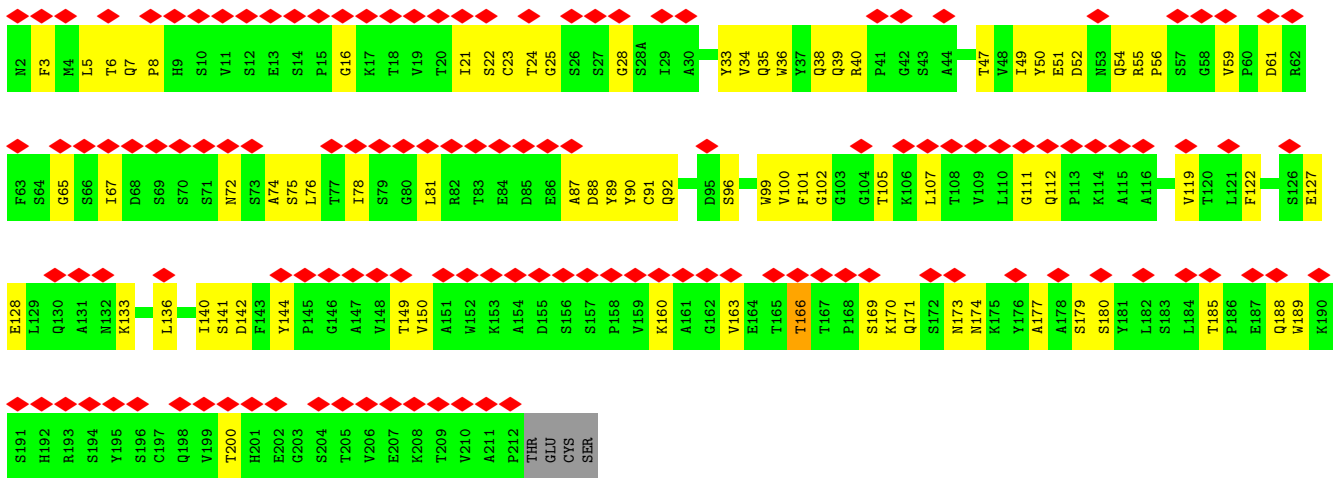 N2 F3 M4 L5 T6 Q7 P8 H9 S10 V11 S12 E13 S14 P15 G16 K17 T18 V19 T20 I21 S22 C23 T24 G25 S26 S27 G28 S28A I29 A30 Y33 V34 Q35 W36 Y37 Q38 Q39 R40 P41 G42 S43 A44 T47 V48 I49 Y50 E51 D52 N53 Q54 R55 P56 S57 G58 V59 P60 D61 R62
F63 S64 G65 S66 I67 D68 S69 S70 S71 N72 S73 A74 S75 L76 T77 I78 S79 G80 L81 R82 T83 E84 D85 E86 A87 D88 Y89 Y90 C91 Q92 D95 S96 W99 V100 F101 G102 G103 G104 T105 K106 L107 T108 V109 L110 G111 Q112 P113 K114 A115 A116 V119 T120 L121 F122 S126 E127
E128 L129 Q130 A131 N132 K133 L136 I140 S141 D142 F143 Y144 P145 G146 A147 V148 T149 V150 A151 W152 K153 A154 D155 S156 S157 P158 V159 K160 A161 G162 V163 E164 T165 T166 T167 P168 S169 K170 Q171 S172 N173 N174 K175 Y176 A177 A178 S179 S180 Y181 L182 S183 L184 T185 P186 E187 Q188 W189 K190
S191 H192 R193 S194 Y195 S196 C197 Q198 V199 T200 H201 E202 G203 S204 T205 V206 E207 K208 T209 V210 A211 P212 THR GLU CYS SER